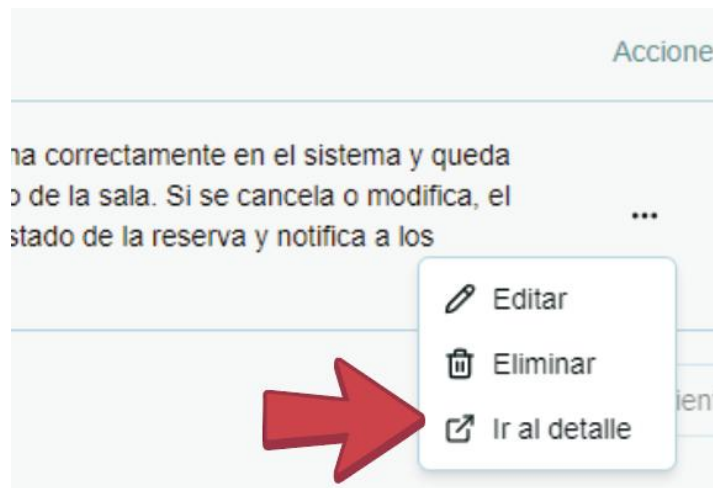 Accione
na correctamente en el sistema y queda
o de la sala. Si se cancela o modifica, el
stado de la reserva y notifica a los
Editar
Eliminar
ien
Ir al detalle